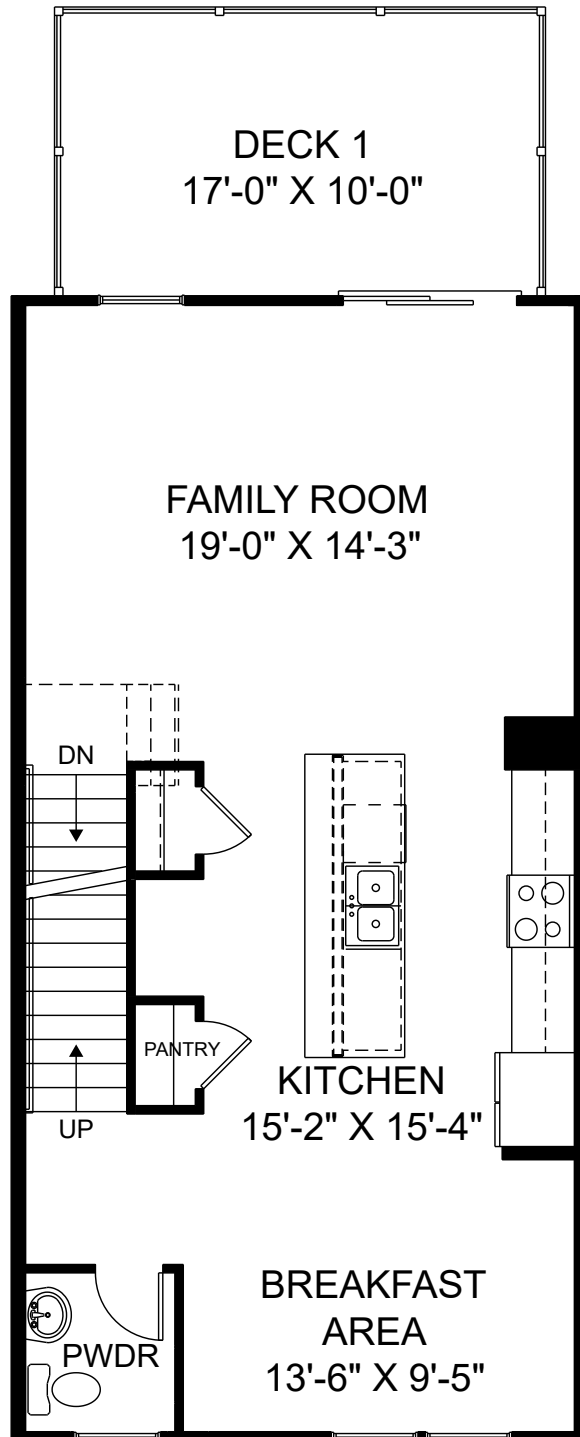 DECK 1
17'-0" X 10'-0"
FAMILY ROOM
19'-0" X 14'-3"
DN
PANTRY
KITCHEN
15'-2" X 15'-4"
UP
BREAKFAST
AREA
13'-6" X 9'-5"
PWDR